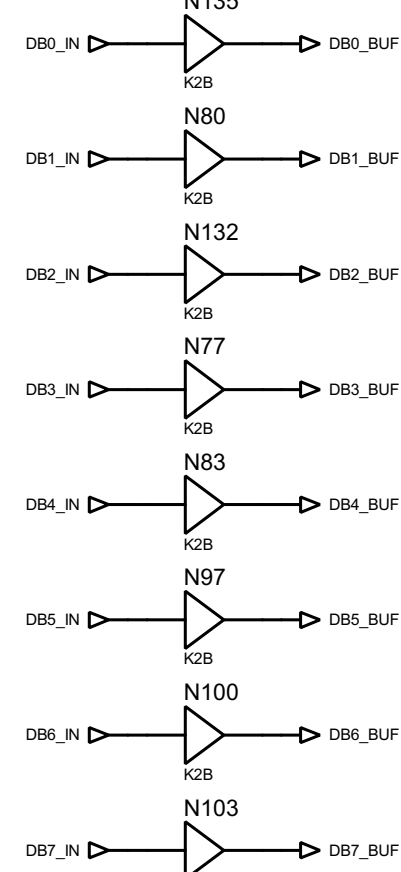 N135
DB0_IN DB0_BUF
K2B
N80
DB1_IN DB1_BUF
K2B
N132
DB2_IN DB2_BUF
K2B
N77
DB3_IN DB3_BUF
K2B
N83
DB4_IN DB4_BUF
K2B
N97
DB5_IN DB5_BUF
K2B
N100
DB6_IN DB6_BUF
K2B
N103
DB7_IN DB7_BUF